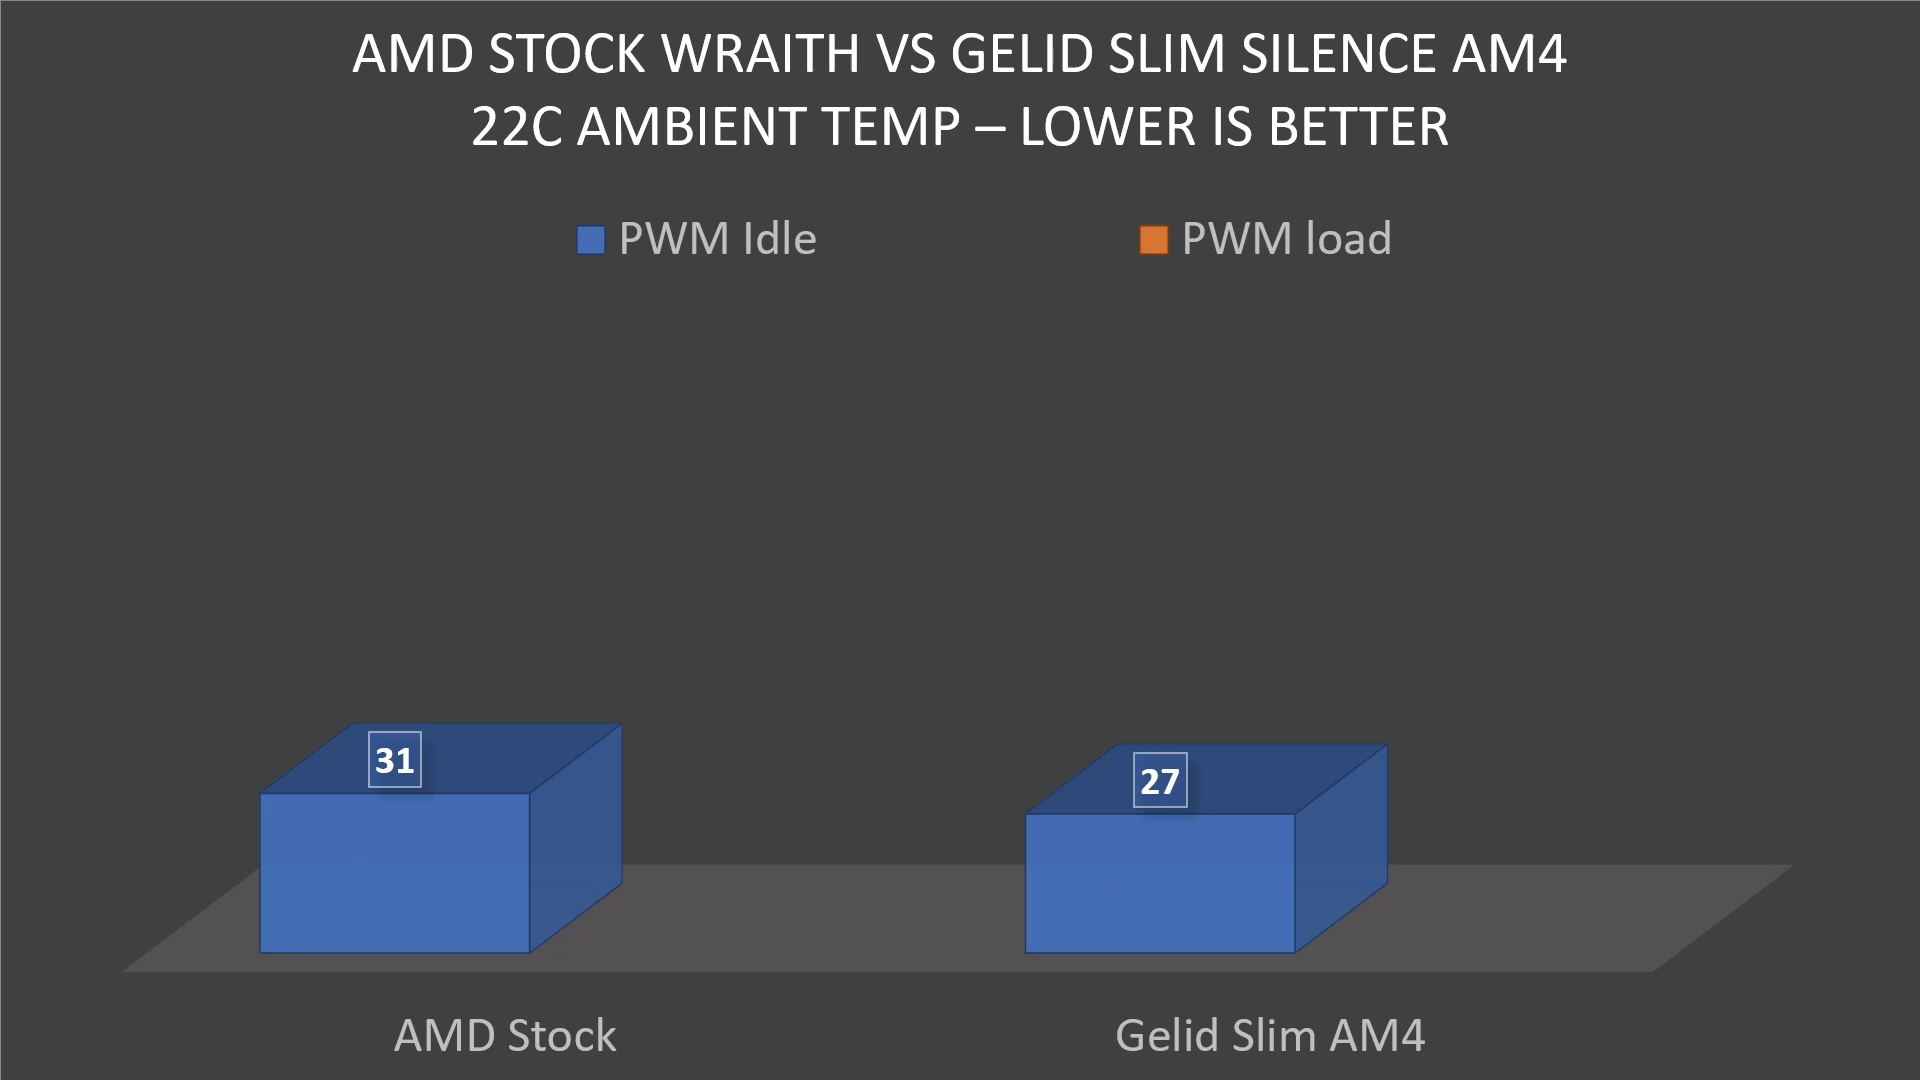 AMD STOCK WRAITH VS GELID SLIM SILENCE AM4
22C AMBIENT TEMP – LOWER IS BETTER
PWM Idle
PWM load
31
27
AMD Stock
Gelid Slim AM4